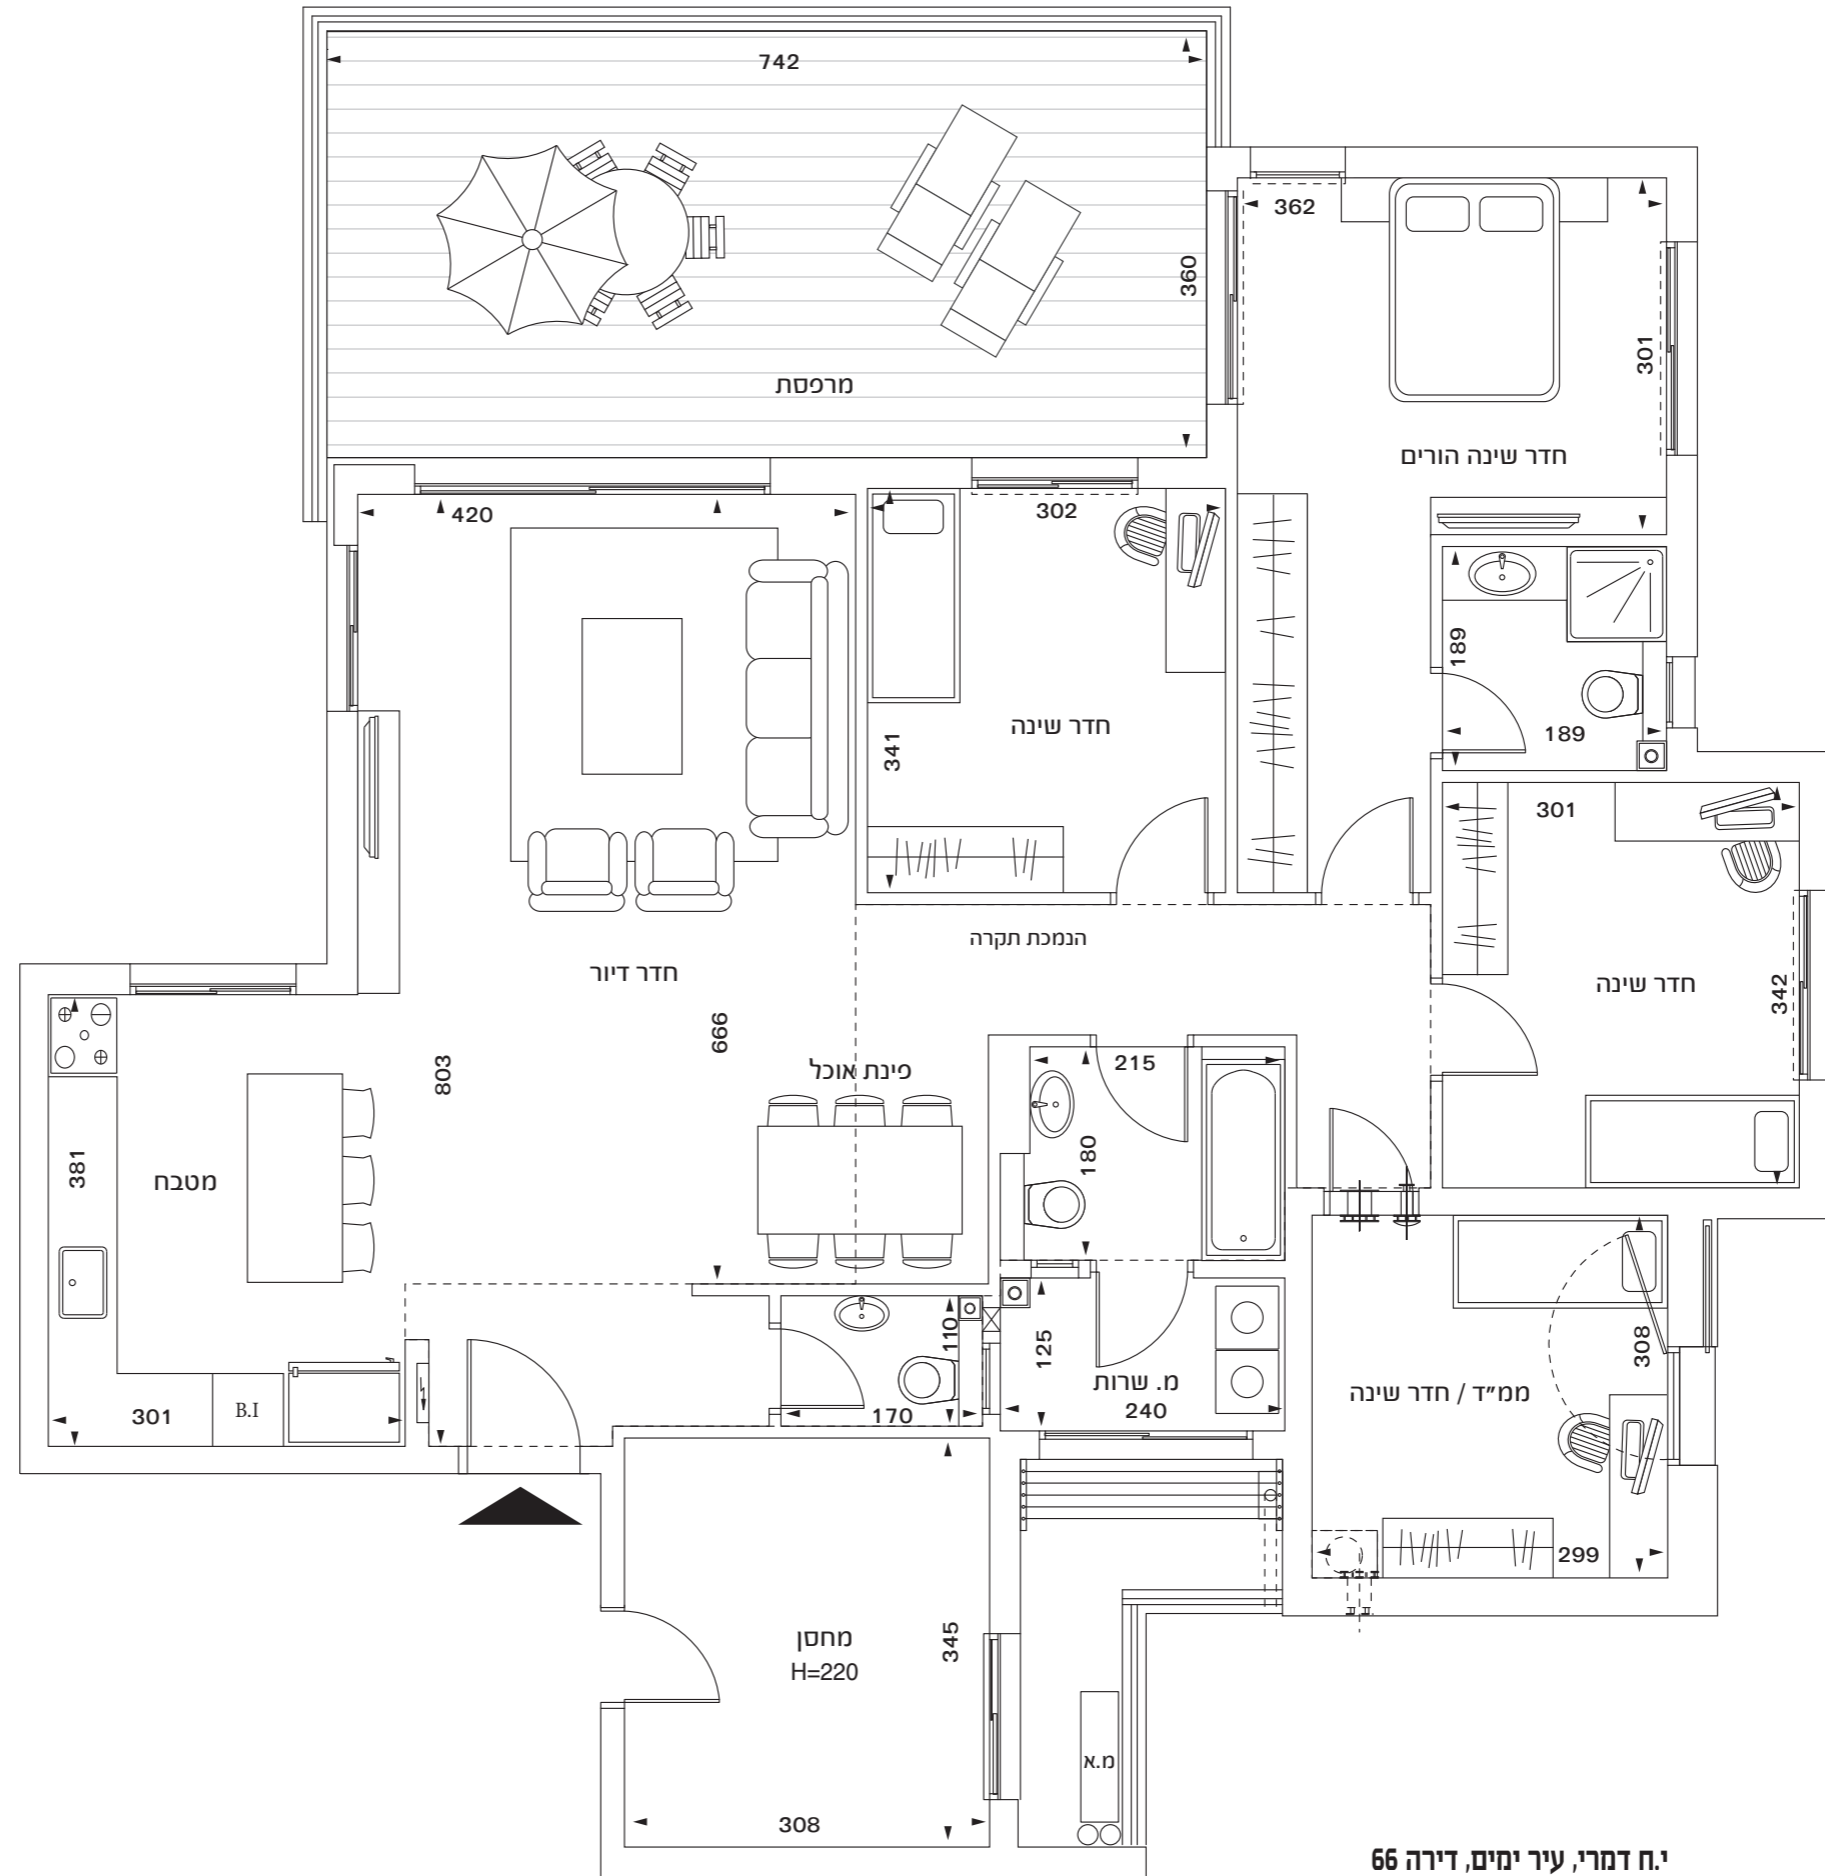 742
360
מרפסת
362
301
חדר שינה הורים
420
302
189
189
341
חדר שינה
301
342
חדר שינה
הנמכת תקרה
חדר דיור
666
803
פינת אוכל
215
180
381
מטבח
301
B.I
110
170
125
מ. שרות
240
308
ממ״ד / חדר שינה
299
מחסן
H=220
345
308
מ.א
י.ח דמרי, עיר ימים, דירה 66